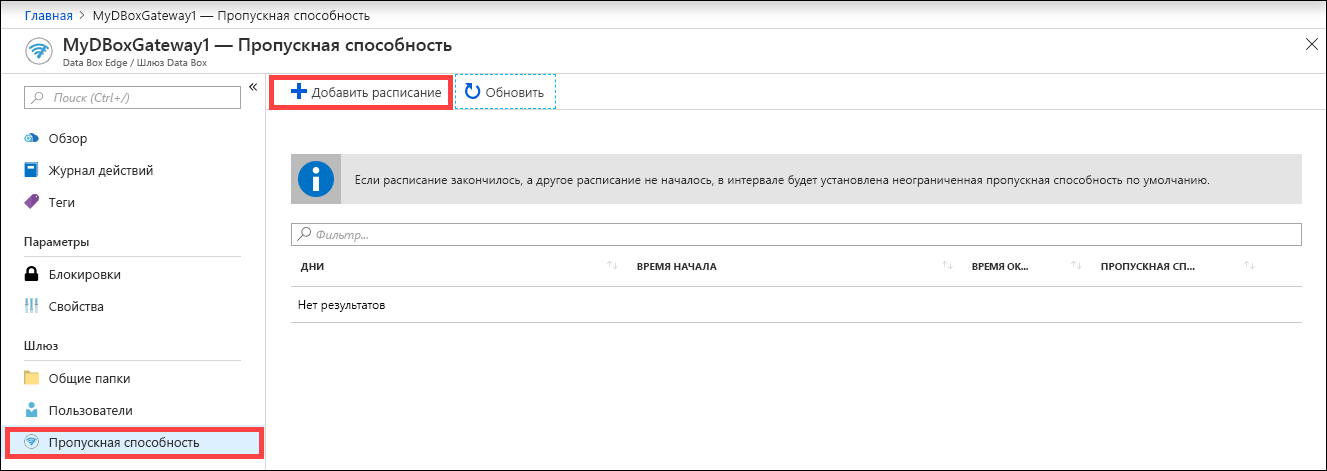 Главная > MyDBoxGateway1 — Пропускная способность
MyDBoxGateway1 — Пропускная способность
Data Box Edge / Шлюз Data Box
Поиск (Ctrl+/)
Обзор
Журнал действий
Теги
Параметры
Блокировки
Свойства
Шлюз
Общие папки
Пользователи
Пропускная способность
Добавить расписание
Обновить
Если расписание закончилось, а другое расписание не началось, в интервале будет установлена неограниченная пропускная способность по умолчанию.
Фильтр...
ДНИ ВРЕМЯ НАЧАЛА ВРЕМЯ ОК... ПРОПУСКНАЯ СП...
Нет результатов